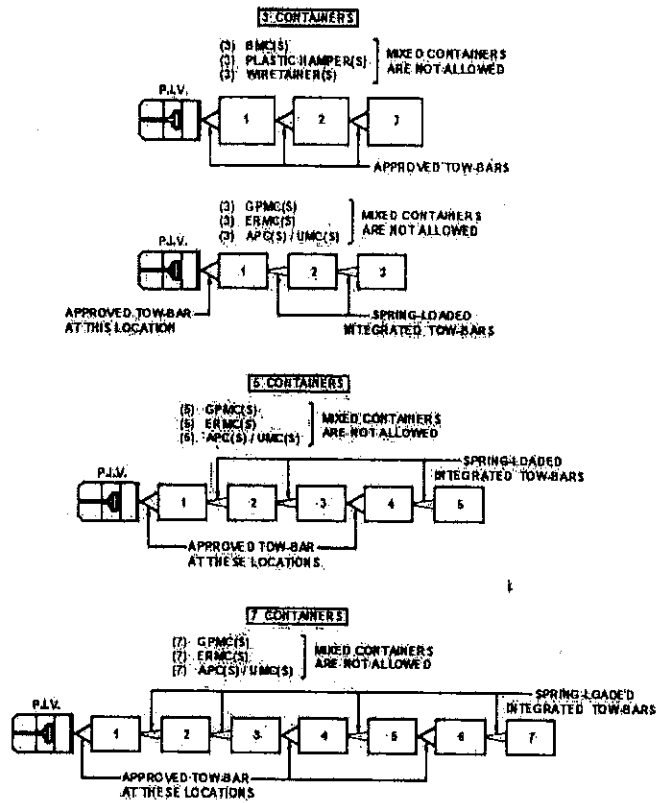 3 CONTAINERS
(3) BMC(S)
(3) PLASTIC HAMPER(S)
(3) WIRETAINER(S)
MIXED CONTAINERS
ARE NOT ALLOWED
P.I.V.
1 2 3
APPROVED TOW-BARS
(3) GPMC(S)
(3) ERMC(S)
(3) APC(S) / UMC(S)
MIXED CONTAINERS
ARE NOT ALLOWED
P.I.V.
1 2 3
APPROVED TOW-BAR
AT THIS LOCATION
SPRING-LOADED
INTEGRATED TOW-BARS
5 CONTAINERS
(5) GPMC(S)
(5) ERMC(S)
(5) APC(S) / UMC(S)
MIXED CONTAINERS
ARE NOT ALLOWED
SPRING-LOADED
INTEGRATED TOW-BARS
P.I.V.
1 2 3 4 5
APPROVED TOW-BAR
AT THESE LOCATIONS
7 CONTAINERS
(7) GPMC(S)
(7) ERMC(S)
(7) APC(S) / UMC(S)
MIXED CONTAINERS
ARE NOT ALLOWED
SPRING-LOADED
INTEGRATED TOW-BARS
P.I.V.
1 2 3 4 5 6 7
APPROVED TOW-BAR
AT THESE LOCATIONS